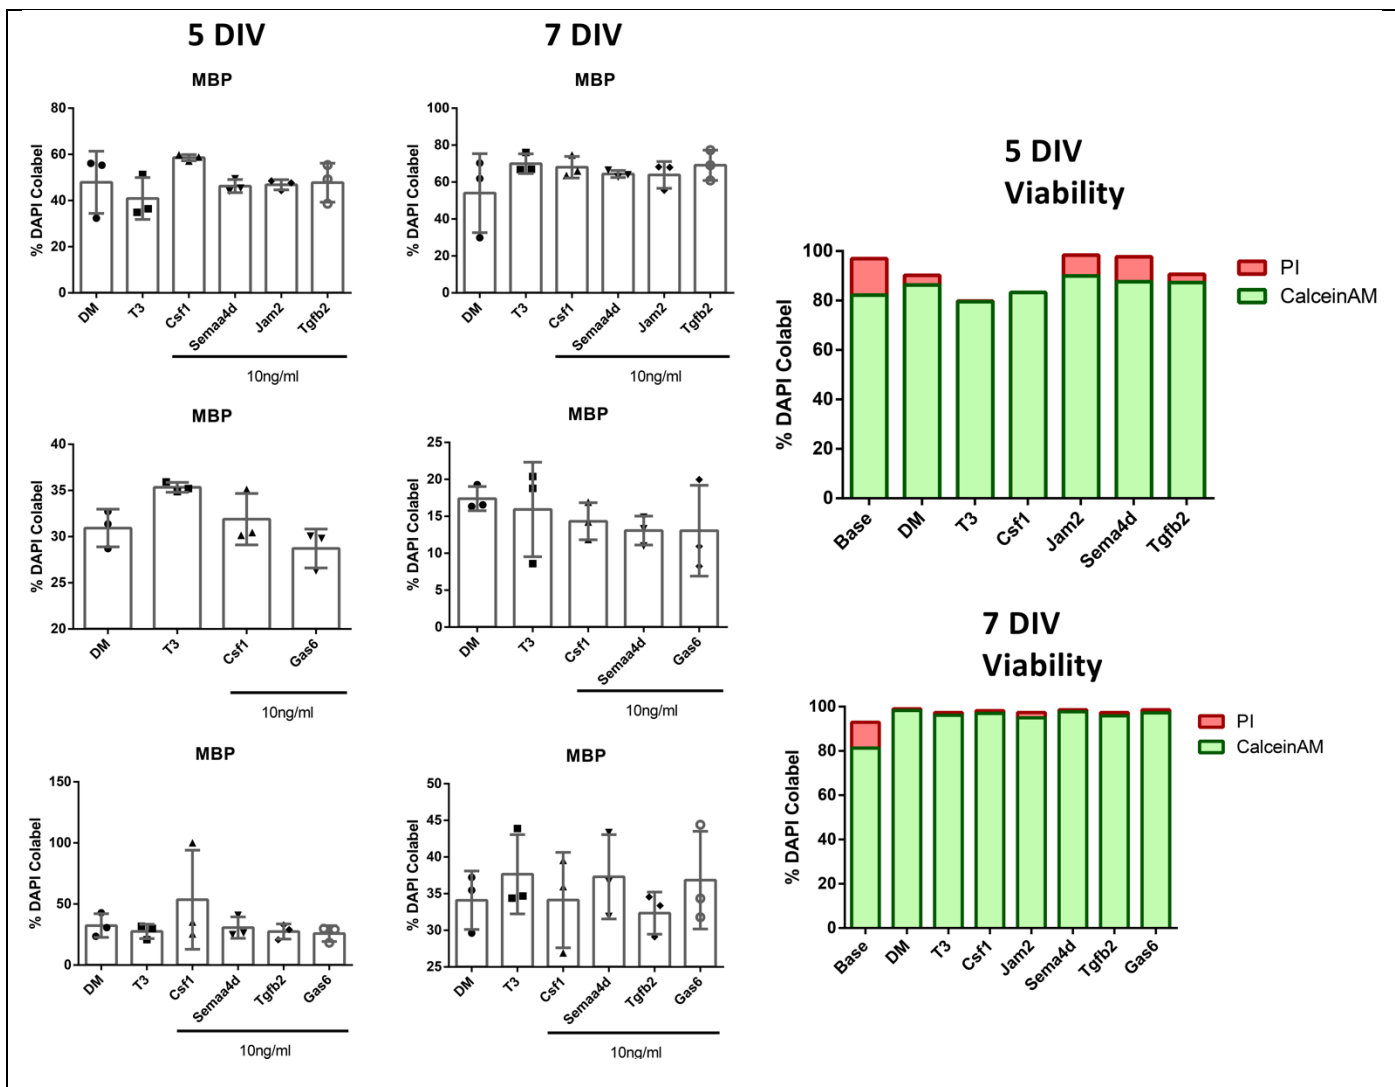 5 DIV
7 DIV
MBP
% DAPI Colabel
80
60
40
20
0
DM
T3
Csf1
Semaa4d
Jam2
Tgfb2
10ng/ml
MBP
% DAPI Colabel
100
80
60
40
20
0
DM
T3
Csf1
Semaa4d
Jam2
Tgfb2
10ng/ml
MBP
% DAPI Colabel
40
35
30
25
20
DM
T3
Csf1
Gas6
10ng/ml
MBP
% DAPI Colabel
25
20
15
10
5
0
DM
T3
Csf1
Semaa4d
Gas6
10ng/ml
MBP
% DAPI Colabel
150
100
50
0
DM
T3
Csf1
Semaa4d
Tgfb2
Gas6
10ng/ml
MBP
% DAPI Colabel
50
45
40
35
30
25
DM
T3
Csf1
Semaa4d
Tgfb2
Gas6
10ng/ml
5 DIV
Viability
% DAPI Colabel
100
80
60
40
20
0
Base
DM
T3
Csf1
Jam2
Sema4d
Tgfb2
PI
CalceinAM
7 DIV
Viability
% DAPI Colabel
100
80
60
40
20
0
Base
DM
T3
Csf1
Jam2
Sema4d
Tgfb2
Gas6
PI
CalceinAM